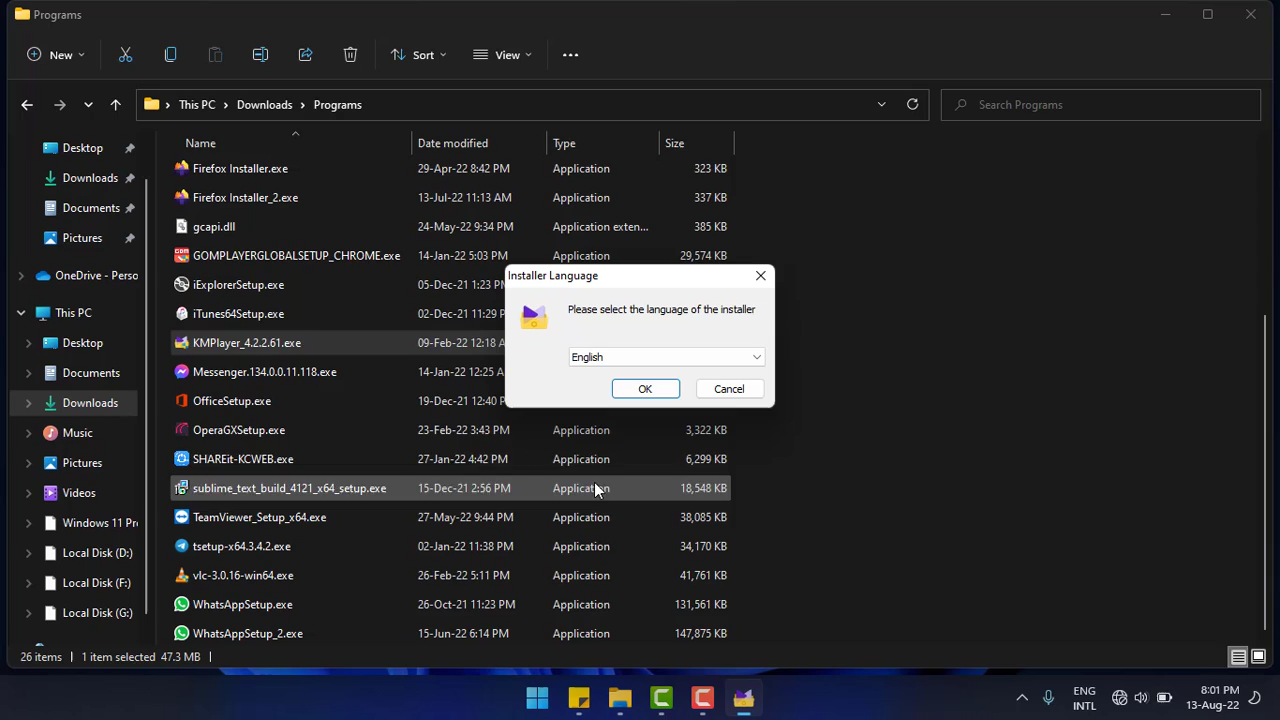 Programs
New
Sort
View
This PC > Downloads > Programs
Search Programs
Name Date modified Type Size
Desktop
Downloads
Documents
Pictures
OneDrive - Perso
This PC
Desktop
Documents
Downloads
Music
Pictures
Videos
Windows 11 Pr
Local Disk (D:)
Local Disk (F:)
Local Disk (G:)
Firefox Installer.exe 29-Apr-22 8:42 PM Application 323 KB
Firefox Installer_2.exe 13-Jul-22 11:13 AM Application 337 KB
gcapi.dll 24-May-22 9:34 PM Application exten... 385 KB
GOMPLAYERGLOBALSETUP_CHROME.exe 14-Jan-22 5:03 PM Application 29,574 KB
iExplorerSetup.exe 05-Dec-21 1:23
iTunes64Setup.exe 02-Dec-21 11:29
KMPlayer_4.2.2.61.exe 09-Feb-22 12:18
Messenger.134.0.0.11.118.exe 14-Jan-22 12:25
OfficeSetup.exe 19-Dec-21 12:40
OperaGXSetup.exe 23-Feb-22 3:43 PM Application 3,322 KB
SHAREit-KCWEB.exe 27-Jan-22 4:42 PM Application 6,299 KB
sublime_text_build_4121_x64_setup.exe 15-Dec-21 2:56 PM Application 18,548 KB
TeamViewer_Setup_x64.exe 27-May-22 9:44 PM Application 38,085 KB
tsetup-x64.3.4.2.exe 02-Jan-22 11:38 PM Application 34,170 KB
vlc-3.0.16-win64.exe 26-Feb-22 5:11 PM Application 41,761 KB
WhatsAppSetup.exe 26-Oct-21 11:23 PM Application 131,561 KB
WhatsAppSetup_2.exe 15-Jun-22 6:14 PM Application 147,875 KB
Installer Language
Please select the language of the installer
English
OK Cancel
26 items 1 item selected 47.3 MB
ENG
INTL
8:01 PM
13-Aug-22